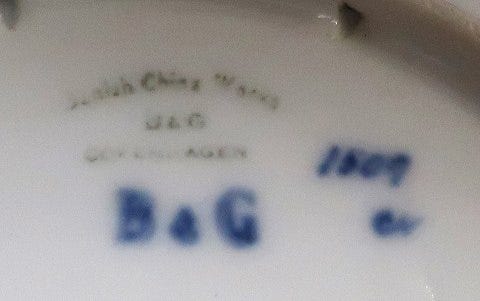 Danish China Works
B&G
COPENHAGEN
B&G
1809